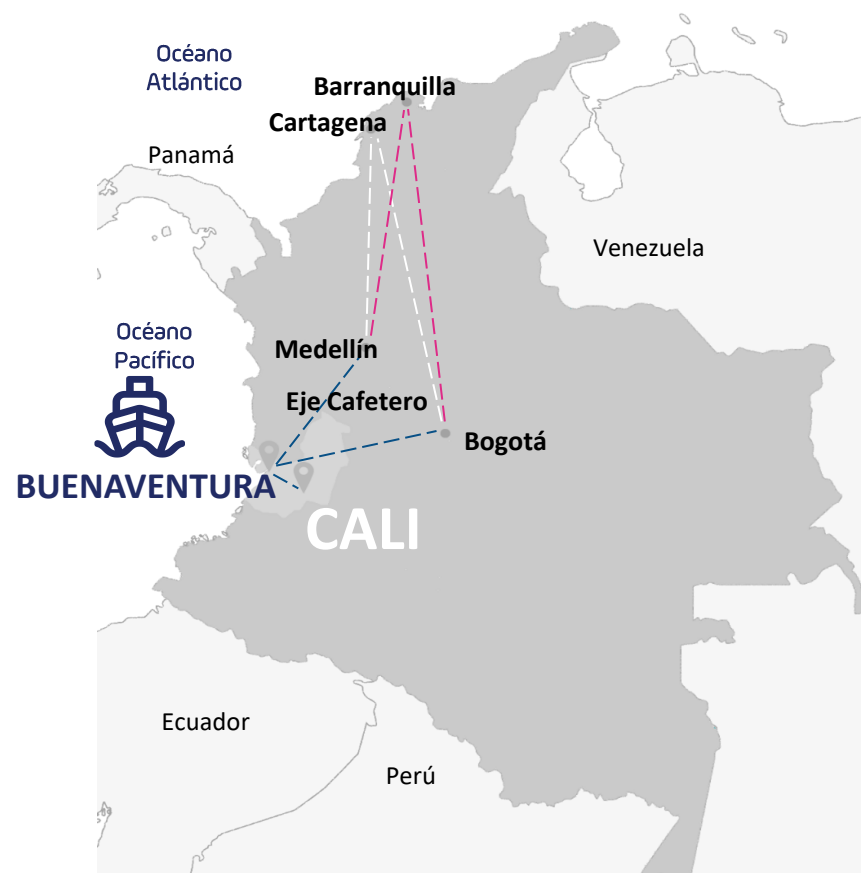 Océano
Atlántico
Barranquilla
Cartagena
Panamá
Venezuela
Océano
Pacífico
Medellín
Eje Cafetero
Bogotá
BUENAVENTURA
CALI
Ecuador
Perú